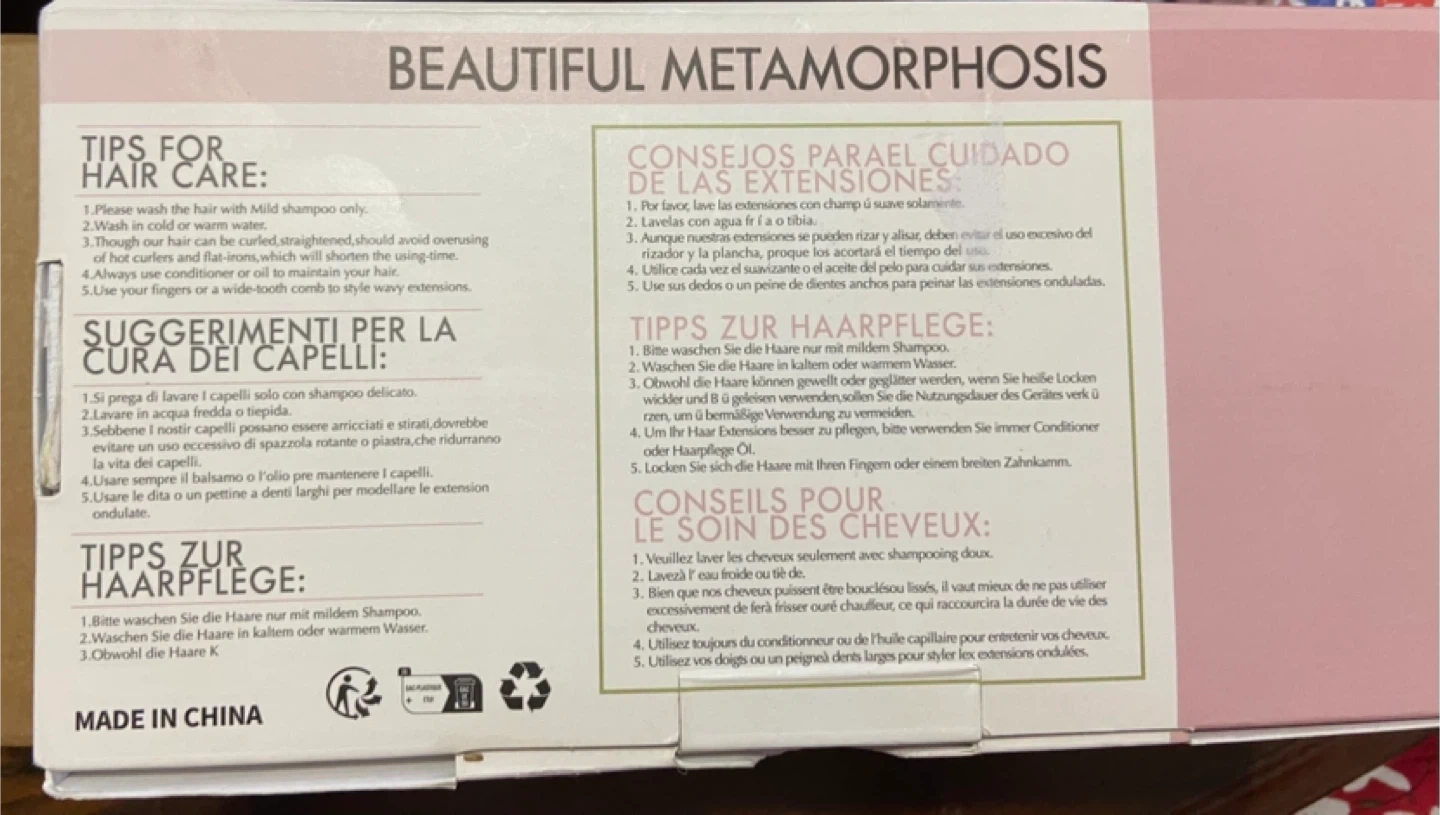 BEAUTIFUL METAMORPHOSIS
TIPS FOR
HAIR CARE:
1.Please wash the hair with Mild shampoo only.
2.Wash in cold or warm water.
3.Though our hair can be curled,straightened,should avoid overusing
of hot curlers and flat-irons,which will shorten the using-time.
4.Always use conditioner or oil to maintain your hair.
5.Use your fingers or a wide-tooth comb to style wavy extensions.
SUGGERIMENTI PER LA
CURA DEI CAPELLI:
1.Si prega di lavare I capelli solo con shampoo delicato.
2.Lavare in acqua fredda o tiepida.
3.Sebbene I nostir capelli possano essere arricciati e stirati,dovrebbe
evitare un uso eccessivo di spazzola rotante o piastra,che ridurranno
la vita dei capelli.
4.Usare sempre il balsamo o l'olio pre mantenere I capelli.
5.Usare le dita o un pettine a denti larghi per modellare le extension
ondulate.
TIPPS ZUR
HAARPFLEGE:
1.Bitte waschen Sie die Haare nur mit mildem Shampoo.
2.Waschen Sie die Haare in kaltem oder warmem Wasser.
3.Obwohl die Haare K
MADE IN CHINA
SAC PLASTIQUE
+ ÉTUI
BAC
DE
TRI
CONSEJOS PARAEL CUIDADO
DE LAS EXTENSIONES:
1. Por favor, lave las extensiones con champ ú suave solamente.
2. Lavelas con agua fr í a o tibia.
3. Aunque nuestras extensiones se pueden rizar y alisar, deben evitar el uso excesivo del
rizador y la plancha, proque los acortará el tiempo del uso.
4. Utilice cada vez el suavizante o el aceite del pelo para cuidar sus extensiones.
5. Use sus dedos o un peine de dientes anchos para peinar las extensiones onduladas.
TIPPS ZUR HAARPFLEGE:
1. Bitte waschen Sie die Haare nur mit mildem Shampoo.
2. Waschen Sie die Haare in kaltem oder warmem Wasser.
3. Obwohl die Haare können gewellt oder geglätter werden, wenn Sie heiße Locken
wickler und B ü geleisen verwenden,sollen Sie die Nutzungsdauer des Gerätes verk ü
rzen, um ü bermäßige Verwendung zu vermeiden.
4. Um Ihr Haar Extensions besser zu pflegen, bitte verwenden Sie immer Conditioner
oder Haarpflege Öl.
5. Locken Sie sich die Haare mit Ihren Fingern oder einem breiten Zahnkamm.
CONSEILS POUR
LE SOIN DES CHEVEUX:
1. Veuillez laver les cheveux seulement avec shampooing doux.
2. Lavezà l' eau froide ou tiè de.
3. Bien que nos cheveux puissent être bouclésou lissés, il vaut mieux de ne pas utiliser
excessivement de ferà frisser ouré chauffeur, ce qui raccourcira la durée de vie des
cheveux.
4. Utilisez toujours du conditionneur ou de l'huile capillaire pour entretenir vos cheveux.
5. Utilisez vos doigts ou un peigneà dents larges pour styler lex extensions ondulées.